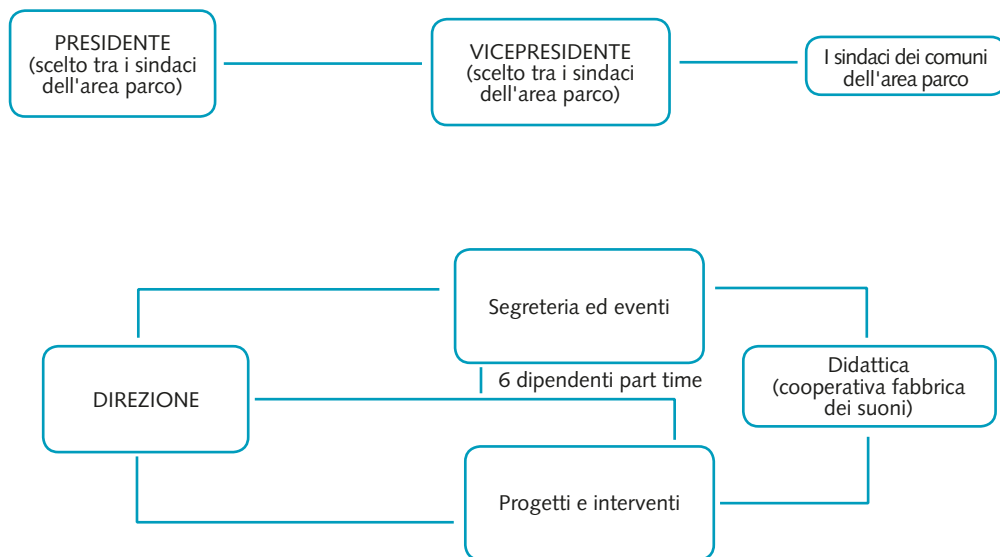 PRESIDENTE
(scelto tra i sindaci
dell'area parco)
VICEPRESIDENTE
(scelto tra i sindaci
dell'area parco)
I sindaci dei comuni
dell'area parco
Segreteria ed eventi
6 dipendenti part time
DIREZIONE
Didattica
(cooperativa fabbrica
dei suoni)
Progetti e interventi